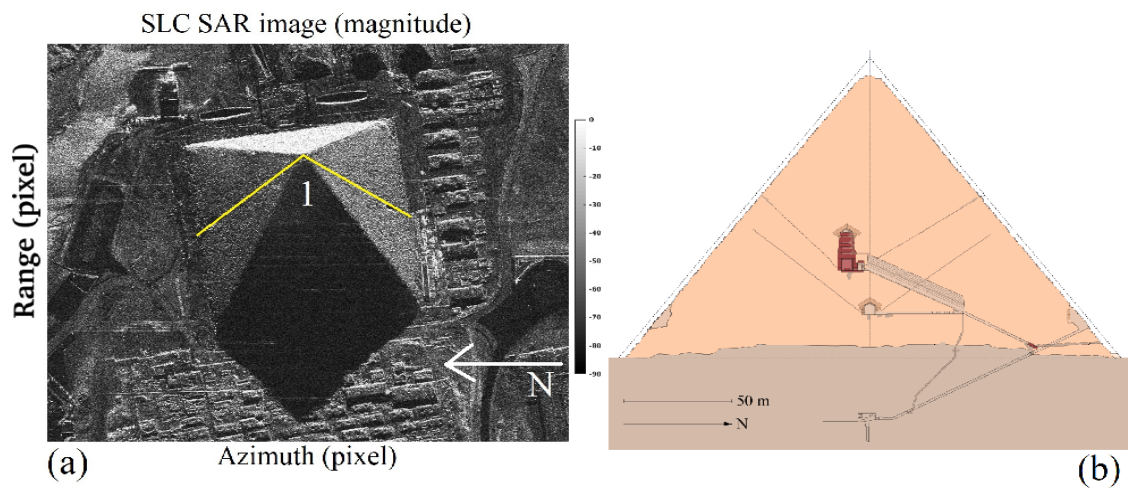 SLC SAR image (magnitude)
Range (pixel)
1
N
0
-10
-20
-30
-40
-50
-60
-70
-80
-90
Azimuth (pixel)
(a)
50 m
N
(b)